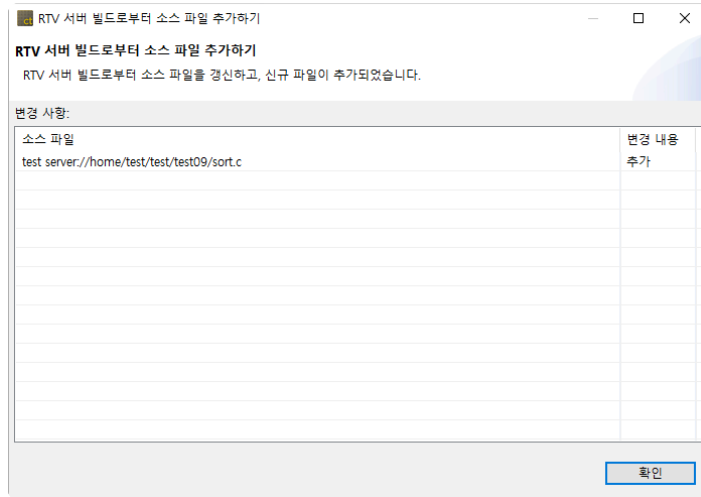 ct RTV 서버 빌드로부터 소스 파일 추가하기
RTV 서버 빌드로부터 소스 파일 추가하기
RTV 서버 빌드로부터 소스 파일을 갱신하고, 신규 파일이 추가되었습니다.
변경 사항:
소스 파일 변경 내용
test server://home/test/test/test09/sort.c 추가
확인